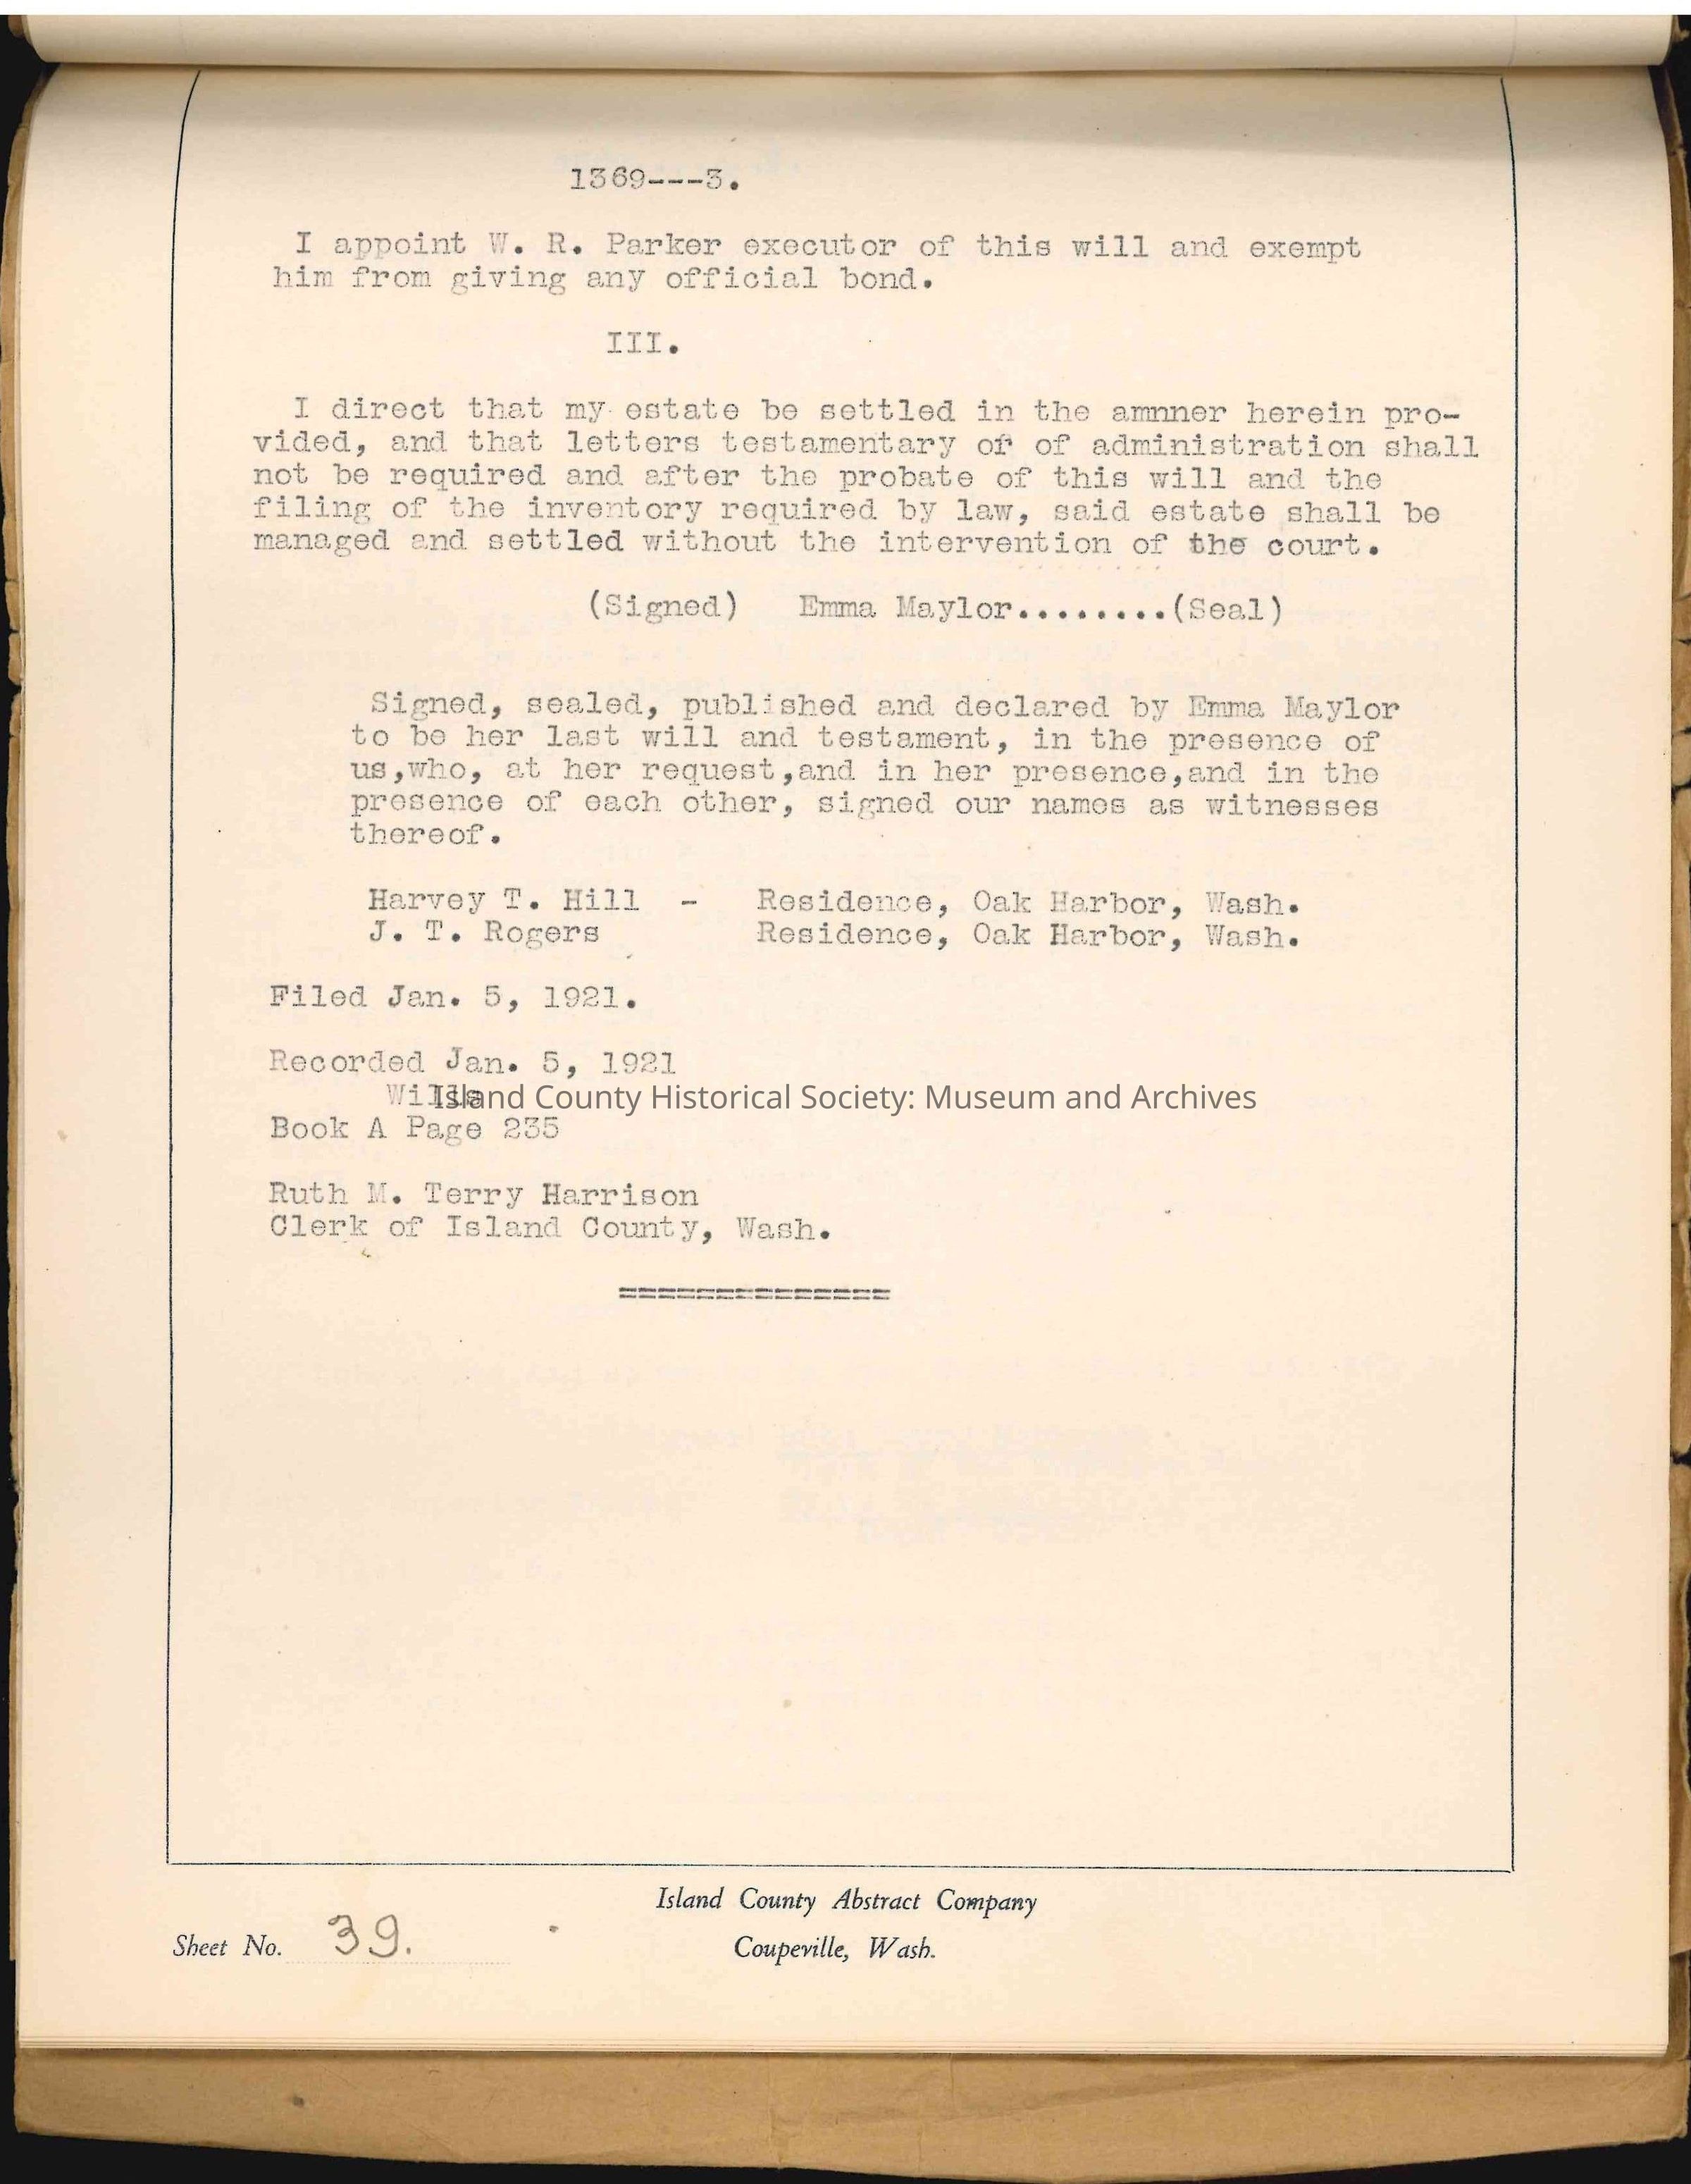 1369---3.
I appoint W. R. Parker executor of this will and exempt
him from giving any official bond.
III.
I direct that my estate be settled in the amnner herein pro-
vided, and that letters testamentary or of administration shall
not be required and after the probate of this will and the
filing of the inventory required by law, said estate shall be
managed and settled without the intervention of the court.
(Signed) Emma Maylor........(Seal)
Signed, sealed, published and declared by Emma Maylor
to be her last will and testament, in the presence of
us,who, at her request,and in her presence,and in the
presence of each other, signed our names as witnesses
thereof.
Harvey T. Hill - Residence, Oak Harbor, Wash.
J. T. Rogers Residence, Oak Harbor, Wash.
Filed Jan. 5, 1921.
Recorded Jan. 5, 1921
Wills
Island County Historical Society: Museum and Archives
Book A Page 235
Ruth M. Terry Harrison
Clerk of Island County, Wash.
==============
Island County Abstract Company
Sheet No. 39. Coupeville, Wash.